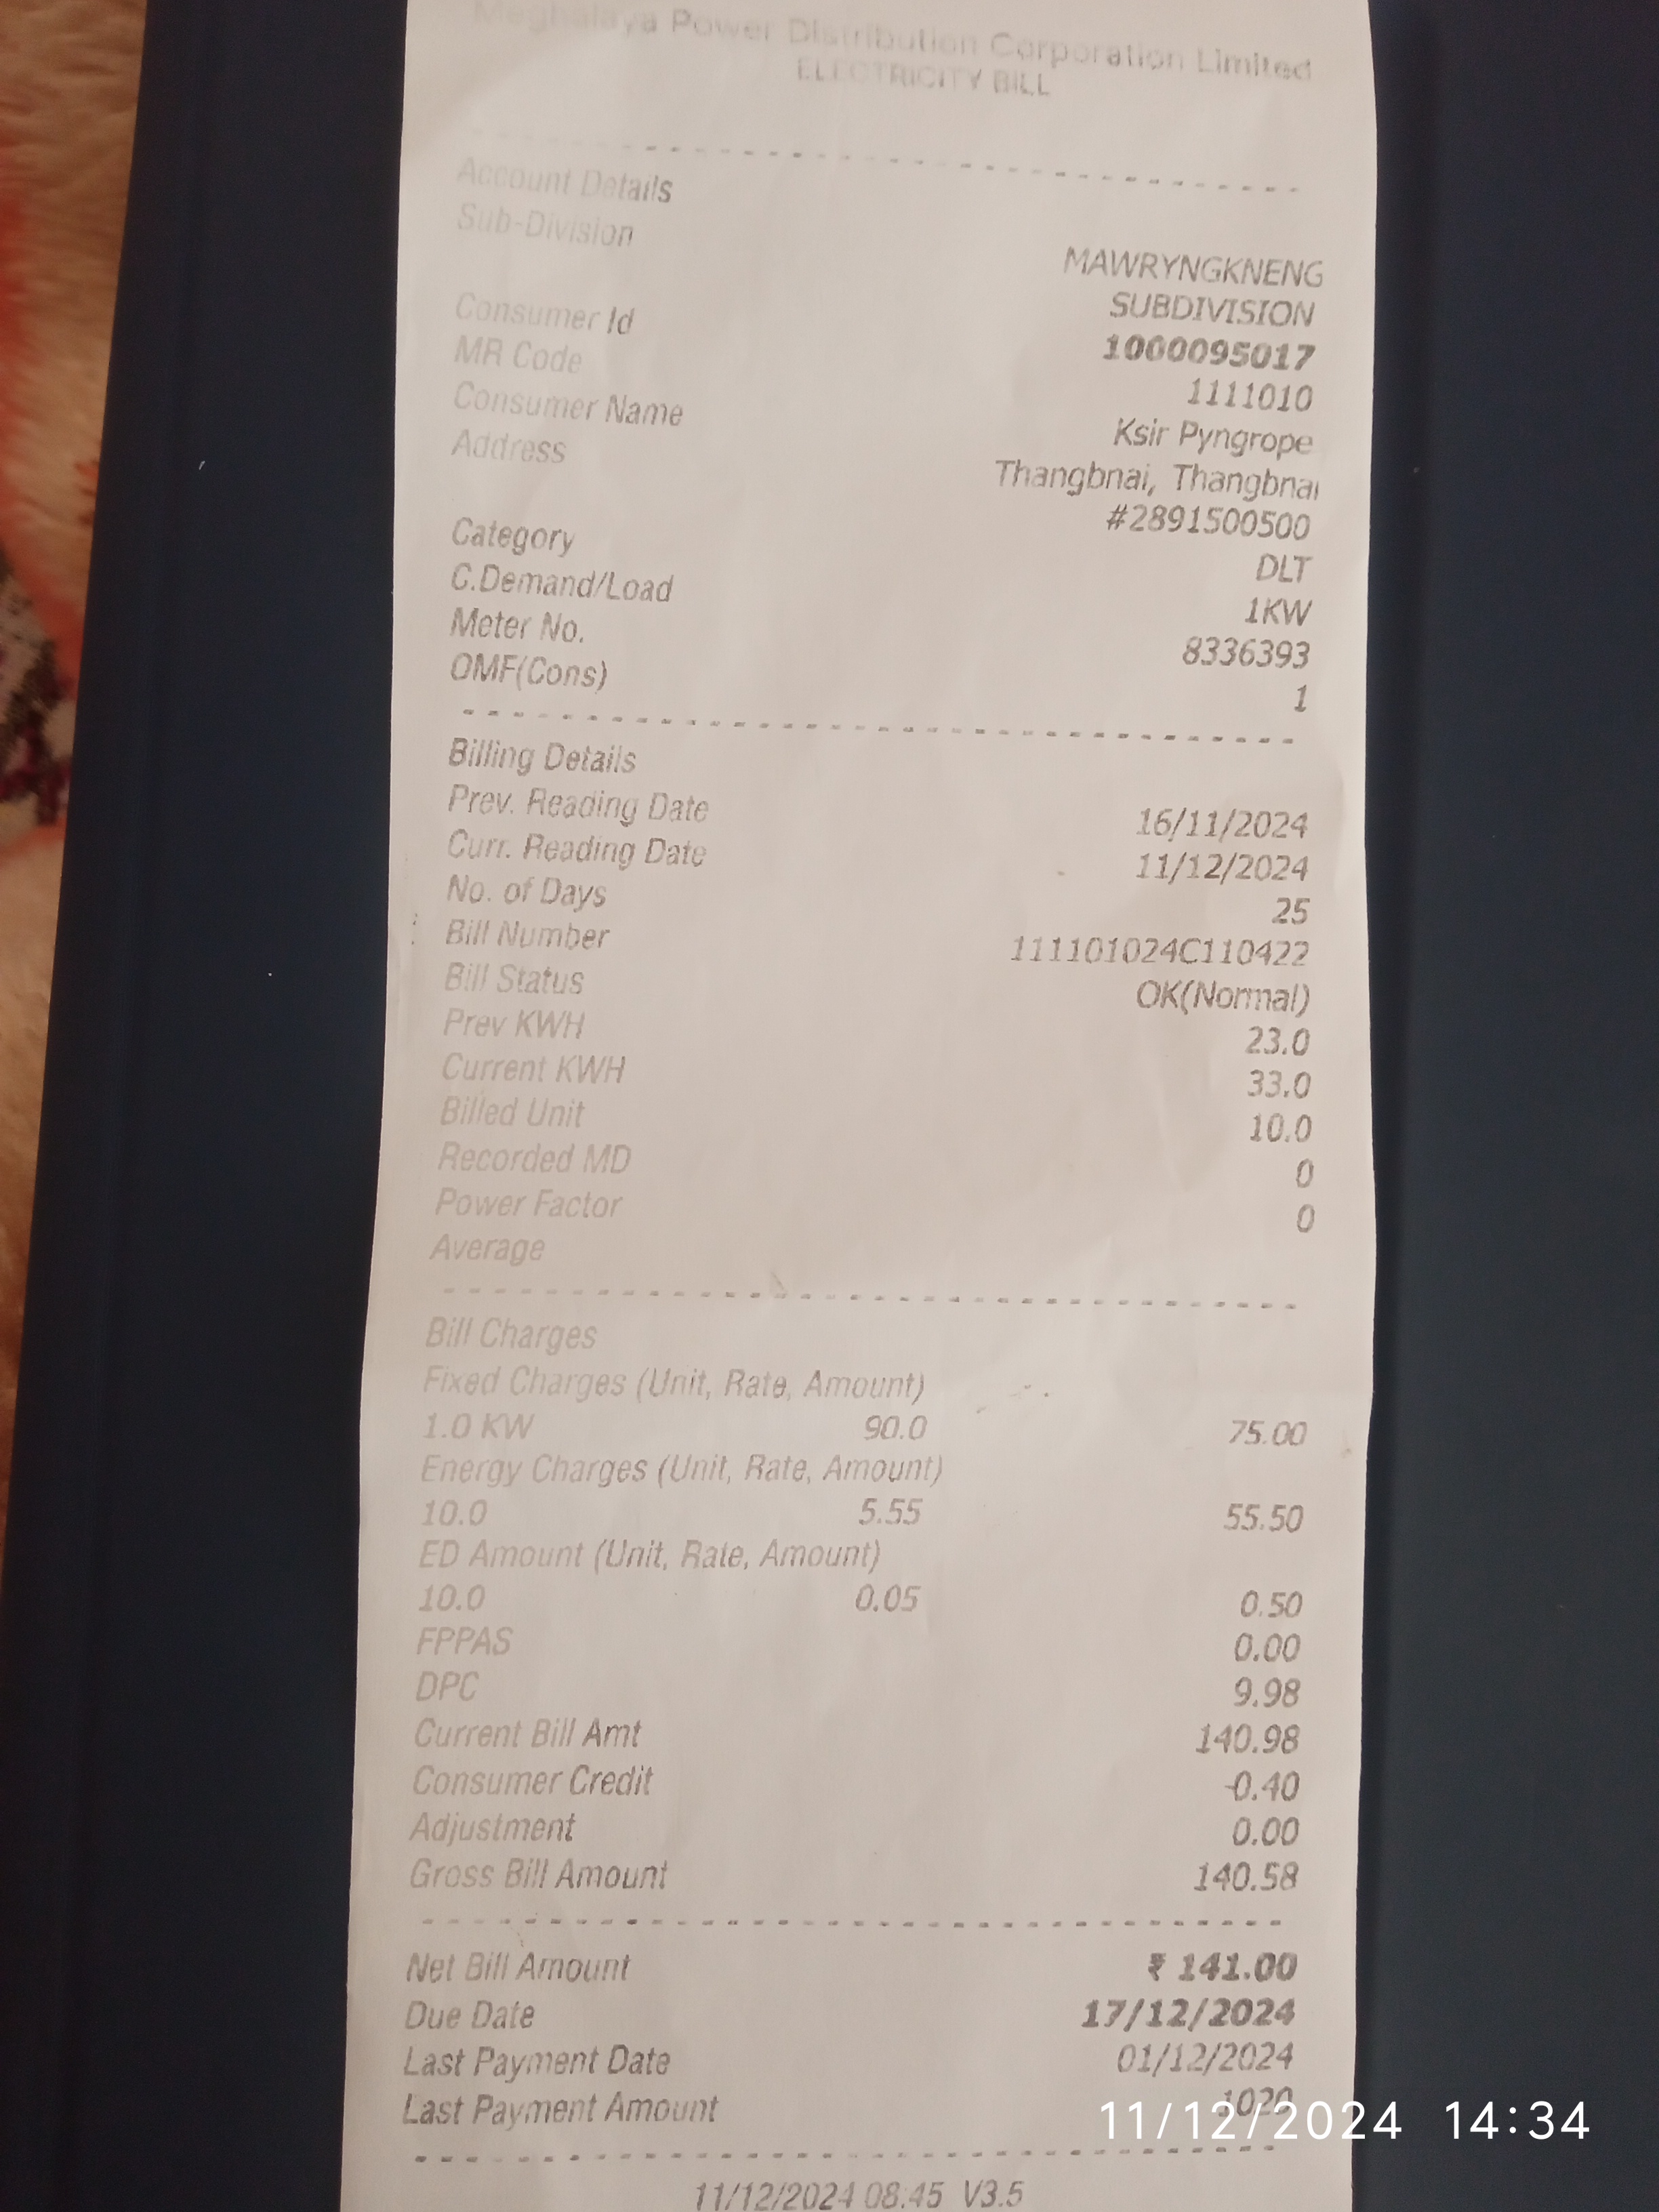 Meghalaya Power Distribution Corporation Limited
ELECTRICITY BILL
Account Details
Sub-Division
MAWRYNGKNENG
SUBDIVISION
Consumer Id 1000095017
MR Code 1111010
Consumer Name Ksir Pyngrope
Address Thangbnai, Thangbnai
#2891500500
Category DLT
C.Demand/Load 1KW
Meter No. 8336393
OMF(Cons) 1
Billing Details
Prev. Reading Date 16/11/2024
Curr. Reading Date 11/12/2024
No. of Days 25
Bill Number 111101024C110422
Bill Status OK(Normal)
Prev KWH 23.0
Current KWH 33.0
Billed Unit 10.0
Recorded MD 0
Power Factor 0
Average
Bill Charges
Fixed Charges (Unit, Rate, Amount)
1.0 KW 90.0 75.00
Energy Charges (Unit, Rate, Amount)
10.0 5.55 55.50
ED Amount (Unit, Rate, Amount)
10.0 0.05 0.50
FPPAS 0.00
DPC 9.98
Current Bill Amt 140.98
Consumer Credit -0.40
Adjustment 0.00
Gross Bill Amount 140.58
Net Bill Amount ₹ 141.00
Due Date 17/12/2024
Last Payment Date 01/12/2024
Last Payment Amount 1020
11/12/2024 14:34
11/12/2024 08:45 V3.5